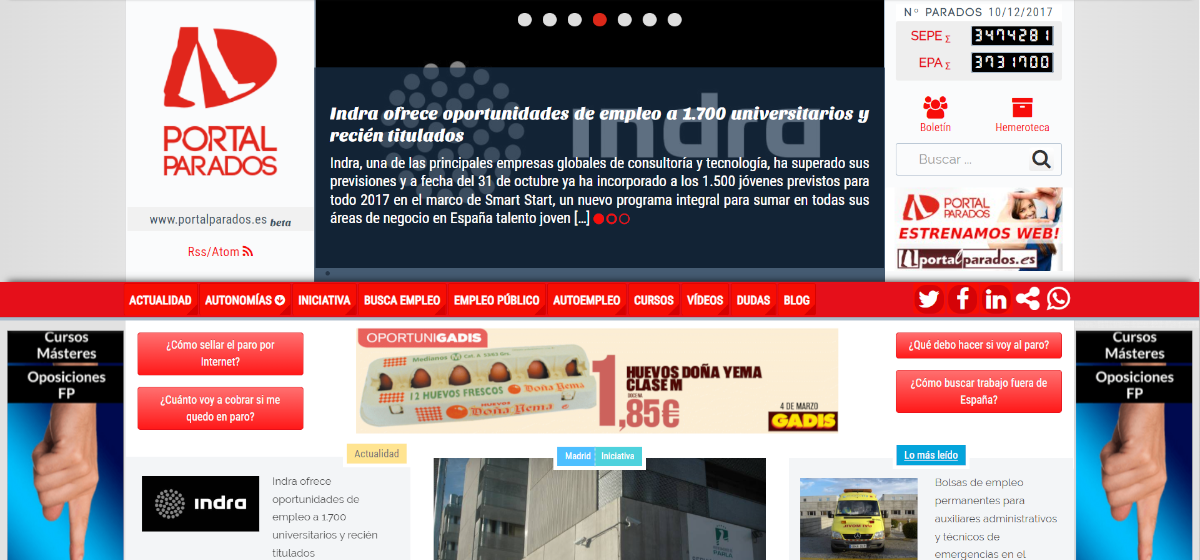 PORTAL
PARADOS
www.portalparados.es beta
Rss/Atom
Indra ofrece oportunidades de empleo a 1.700 universitarios y
recién titulados
Indra, una de las principales empresas globales de consultoría y tecnología, ha superado sus
previsiones y a fecha del 31 de octubre ya ha incorporado a los 1.500 jóvenes previstos para
todo 2017 en el marco de Smart Start, un nuevo programa integral para sumar en todas sus
áreas de negocio en España talento joven [...]
indra
Nº PARADOS 10/12/2017
SEPE Σ 3474281
EPA Σ 3731700
Boletín Hemeroteca
Buscar ...
PORTAL
PARADOS
ESTRENAMOS WEB!
portalparados.es
ACTUALIDAD AUTONOMÍAS INICIATIVA BUSCA EMPLEO EMPLEO PÚBLICO AUTOEMPLEO CURSOS VÍDEOS DUDAS BLOG
Cursos
Másteres
Oposiciones
FP
¿Cómo sellar el paro por
Internet?
¿Cuánto voy a cobrar si me
quedo en paro?
OPORTUNIGADIS
12 HUEVOS FRESCOS
Doña Yema
1,85€
HUEVOS DOÑA YEMA
CLASE M
4 DE MARZO
GADIS
¿Qué debo hacer si voy al paro?
¿Cómo buscar trabajo fuera de
España?
Cursos
Másteres
Oposiciones
FP
Actualidad
indra
Indra ofrece
oportunidades de
empleo a 1.700
universitarios y recién
titulados
Madrid Iniciativa
Lo más leído
Bolsas de empleo
permanentes para
auxiliares administrativos
y técnicos de
emergencias en el